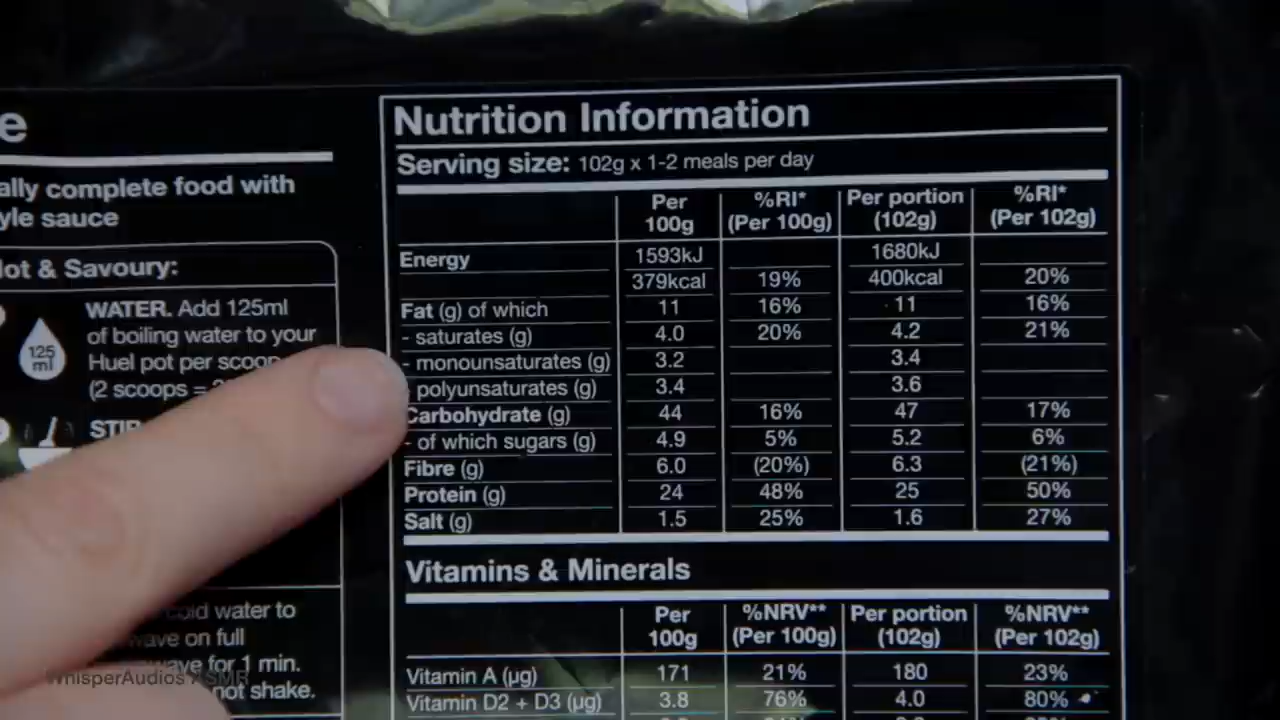 e
ally complete food with
yle sauce
Hot & Savoury:
WATER. Add 125ml
of boiling water to your
Huel pot per scoop
(2 scoops =
125
ml
STIR
cold water to
wave on full
wave for 1 min.
not shake.
Nutrition Information
Serving size: 102g x 1-2 meals per day
Per 100g %RI* (Per 100g) Per portion (102g) %RI* (Per 102g)
Energy 1593kJ 1680kJ
379kcal 19% 400kcal 20%
Fat (g) of which 11 16% 11 16%
- saturates (g) 4.0 20% 4.2 21%
- monounsaturates (g) 3.2 3.4
- polyunsaturates (g) 3.4 3.6
Carbohydrate (g) 44 16% 47 17%
- of which sugars (g) 4.9 5% 5.2 6%
Fibre (g) 6.0 (20%) 6.3 (21%)
Protein (g) 24 48% 25 50%
Salt (g) 1.5 25% 1.6 27%
Vitamins & Minerals
Per 100g %NRV** (Per 100g) Per portion (102g) %NRV** (Per 102g)
Vitamin A (µg) 171 21% 180 23%
Vitamin D2 + D3 (µg) 3.8 76% 4.0 80%
WhisperAudios ASMR